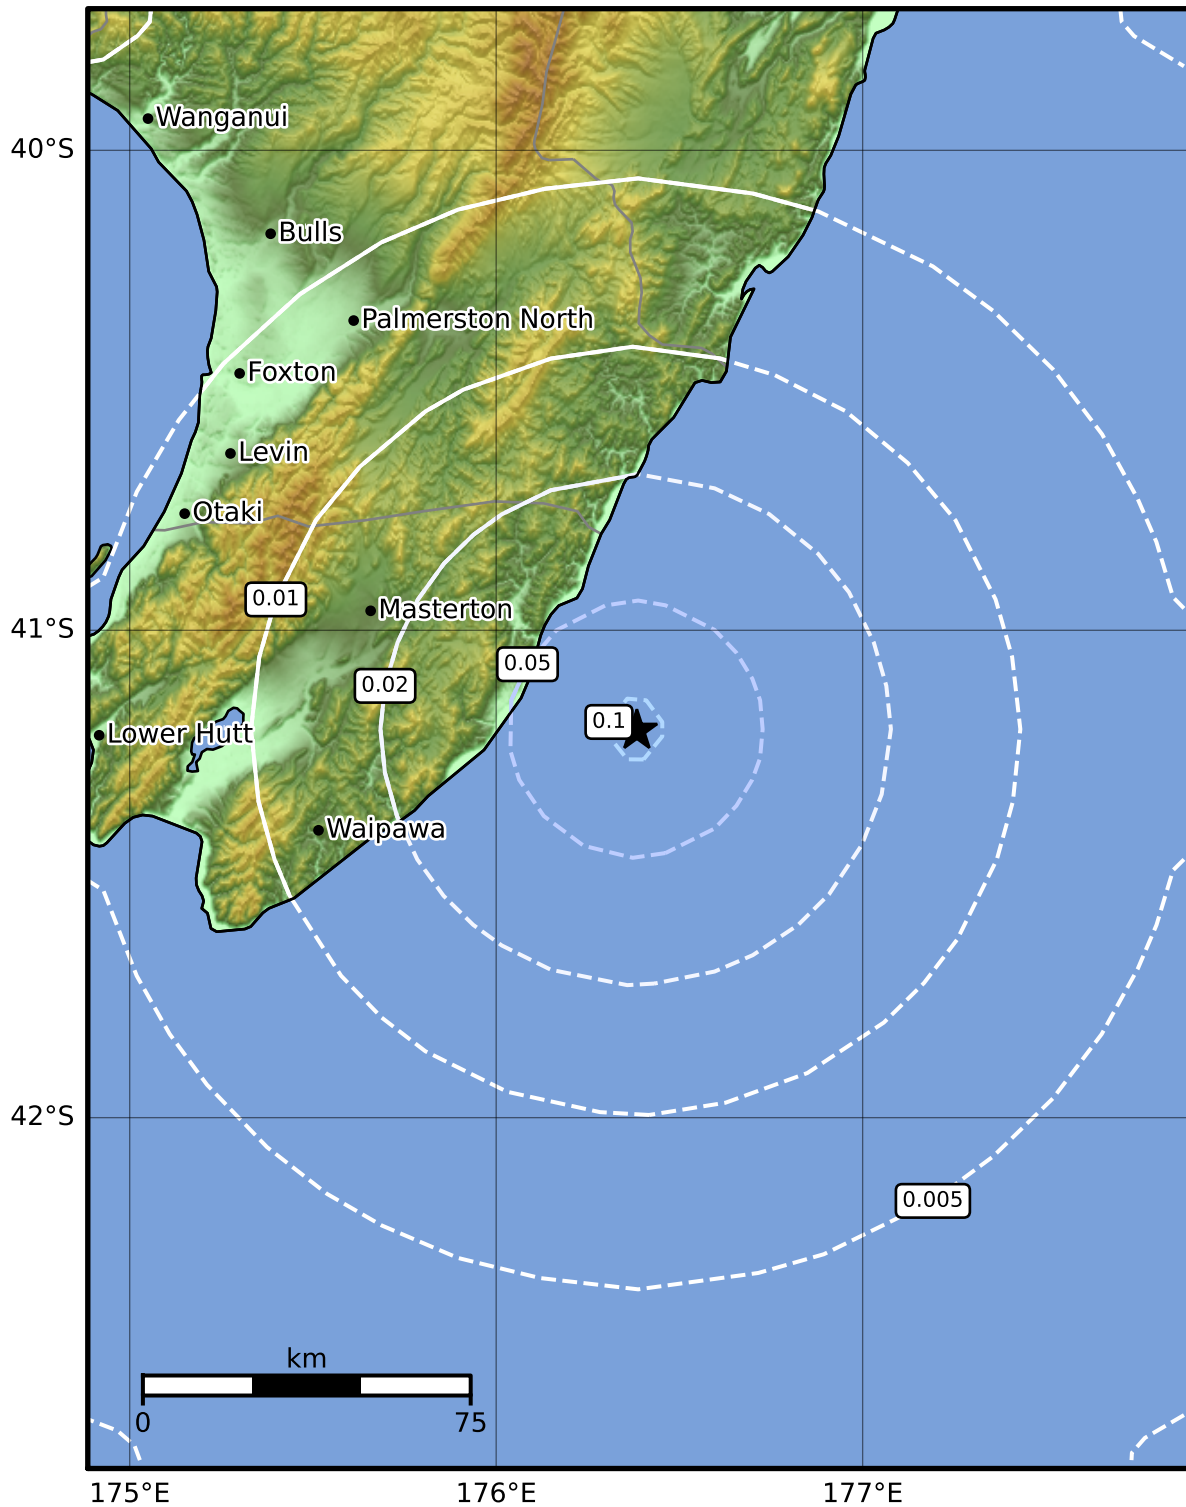 Wanganui
40°S
Bulls
Palmerston North
Foxton
Levin
Otaki
0.01
Masterton
41°S
0.05
0.02
0.1
Lower Hutt
Waipawa
42°S
0.005
km
0 75
175°E 176°E 177°E